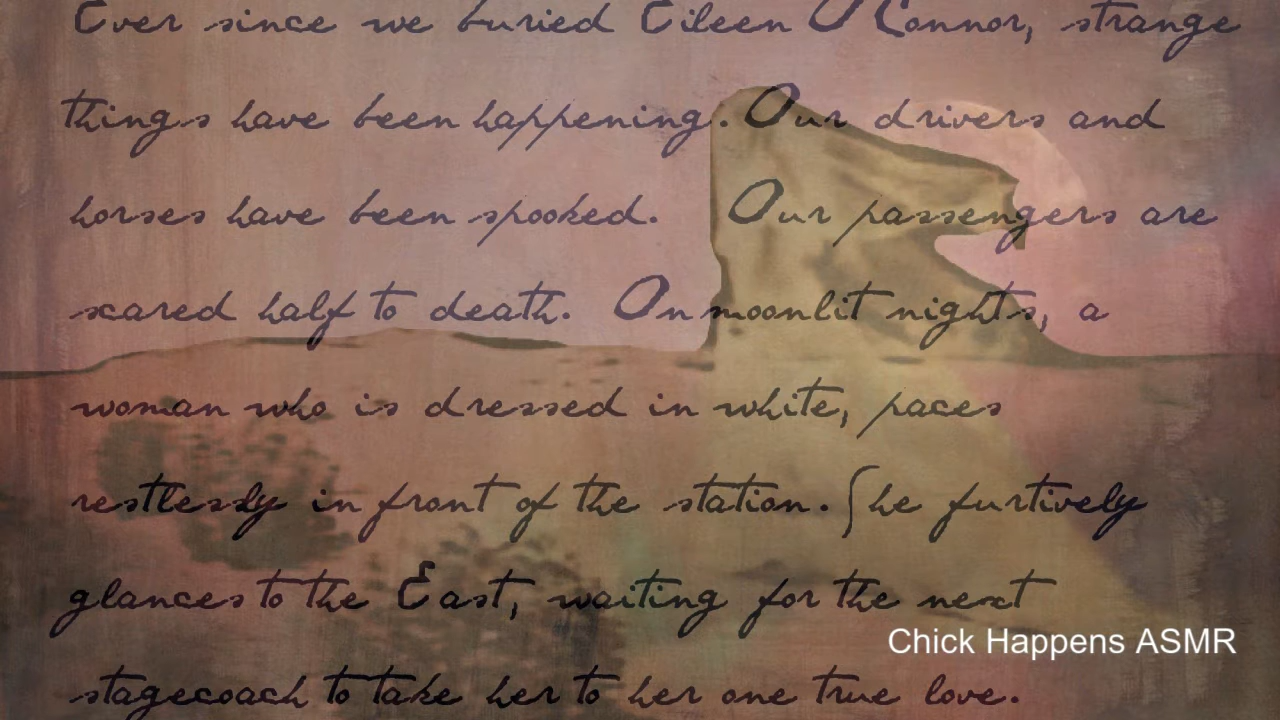 Ever since we buried Eileen O'Connor, strange
things have been happening. Our drivers and
horses have been spooked. Our passengers are
scared half to death. On moonlit nights, a
woman who is dressed in white, paces
restlessly in front of the station. She furtively
glances to the East, waiting for the next
Chick Happens ASMR
stagecoach to take her to her one true love.